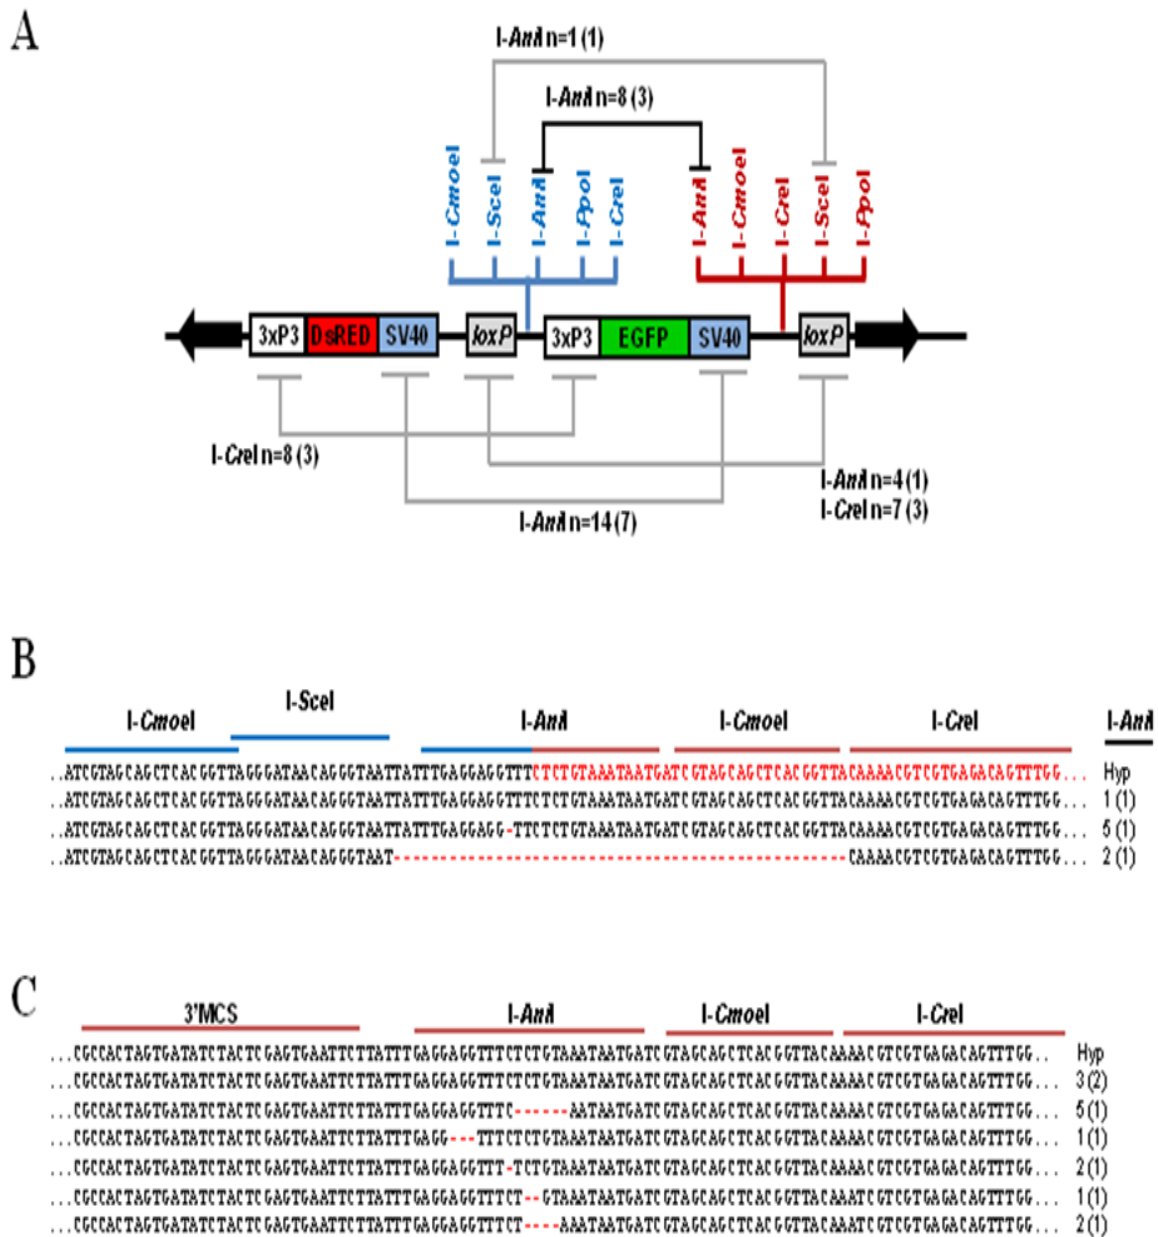 A
I-AniI n=1 (1)
I-AniI n=8 (3)
I-CmoeI
I-SceI
I-AniI
I-PpoI
I-CreI
I-AniI
I-CmoeI
I-CreI
I-SceI
I-PpoI
3xP3 DsRED SV40 loxP 3xP3 EGFP SV40 loxP
I-CreI n=8 (3)
I-AniI n=4 (1)
I-CreI n=7 (3)
I-AniI n=14 (7)
B
I-CmoeI I-SceI I-AniI I-CmoeI I-CreI I-AniI
..ATCGTAGCAGCTCACGGTTAGGGATAACAGGGTAATTATTTGAGGAGGTTTCTCTGTAAATAATGATCGTAGCAGCTCACGGTTACAAAACGTCGTGAGACAGTTTGG... Hyp
..ATCGTAGCAGCTCACGGTTAGGGATAACAGGGTAATTATTTGAGGAGGTTTCTCTGTAAATAATGATCGTAGCAGCTCACGGTTACAAAACGTCGTGAGACAGTTTGG... 1 (1)
..ATCGTAGCAGCTCACGGTTAGGGATAACAGGGTAATTATTTGAGGAGG-TTCTCTGTAAATAATGATCGTAGCAGCTCACGGTTACAAAACGTCGTGAGACAGTTTGG... 5 (1)
..ATCGTAGCAGCTCACGGTTAGGGATAACAGGGTAAT---------------------------------------------------CAAAACGTCGTGAGACAGTTTGG... 2 (1)
C
3'MCS I-AniI I-CmoeI I-CreI
...CGCCACTAGTGATATCTACTCGAGTGAATTCTTATTTGAGGAGGTTTCTCTGTAAATAATGATCGTAGCAGCTCACGGTTACAAAACGTCGTGAGACAGTTTGG.. Hyp
...CGCCACTAGTGATATCTACTCGAGTGAATTCTTATTTGAGGAGGTTTCTCTGTAAATAATGATCGTAGCAGCTCACGGTTACAAAACGTCGTGAGACAGTTTGG... 3 (2)
...CGCCACTAGTGATATCTACTCGAGTGAATTCTTATTTGAGGAGGTTTC------AATAATGATCGTAGCAGCTCACGGTTACAAAACGTCGTGAGACAGTTTGG... 5 (1)
...CGCCACTAGTGATATCTACTCGAGTGAATTCTTATTTGAGG---TTTCTCTGTAAATAATGATCGTAGCAGCTCACGGTTACAAAACGTCGTGAGACAGTTTGG... 1 (1)
...CGCCACTAGTGATATCTACTCGAGTGAATTCTTATTTGAGGAGGTTT-TCTGTAAATAATGATCGTAGCAGCTCACGGTTACAAAACGTCGTGAGACAGTTTGG... 2 (1)
...CGCCACTAGTGATATCTACTCGAGTGAATTCTTATTTGAGGAGGTTTCT--GTAAATAATGATCGTAGCAGCTCACGGTTACAAATCGTCGTGAGACAGTTTGG... 1 (1)
...CGCCACTAGTGATATCTACTCGAGTGAATTCTTATTTGAGGAGGTTTCT----AAATAATGATCGTAGCAGCTCACGGTTACAAATCGTCGTGAGACAGTTTGG... 2 (1)